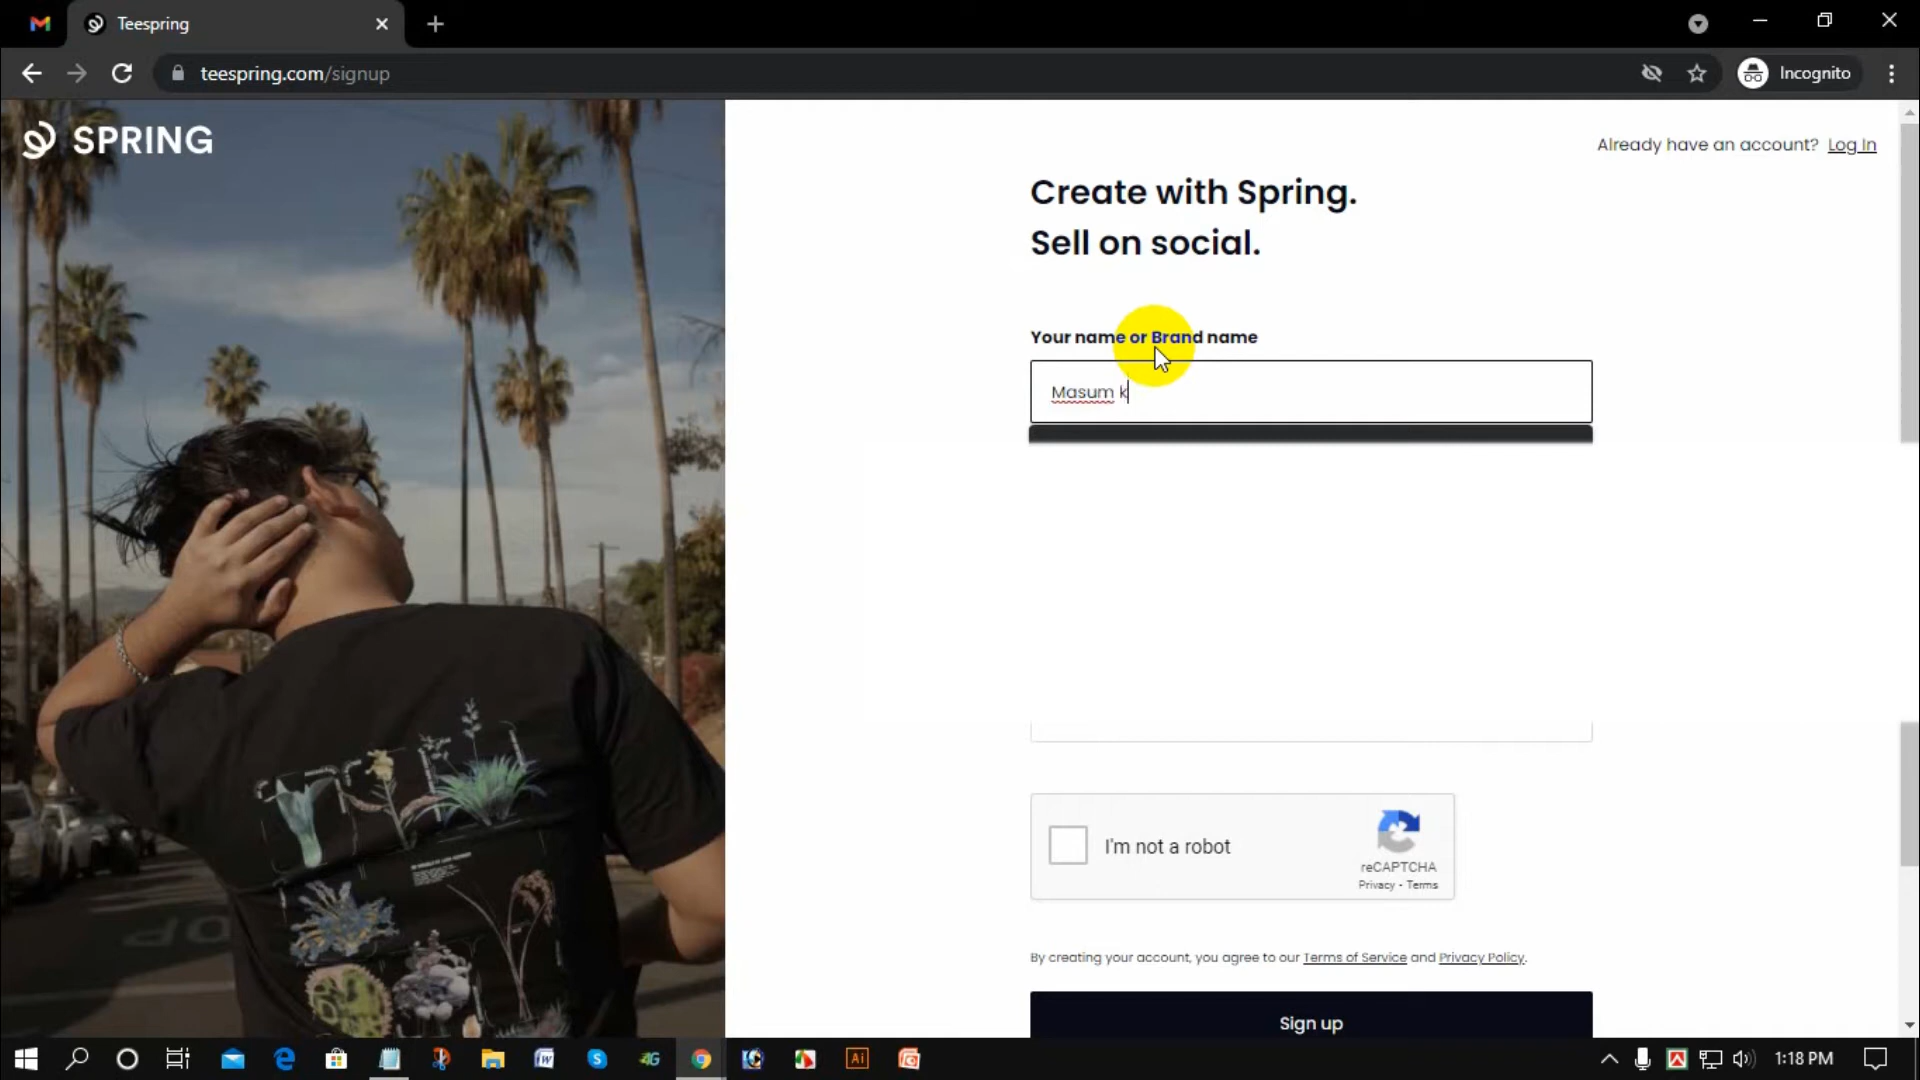 Teespring
teespring.com/signup
Incognito
SPRING
Already have an account? Log In
Create with Spring.
Sell on social.
Your name or Brand name
Masum k
I'm not a robot
reCAPTCHA
Privacy - Terms
By creating your account, you agree to our Terms of Service and Privacy Policy.
Sign up
4G
Ai
1:18 PM